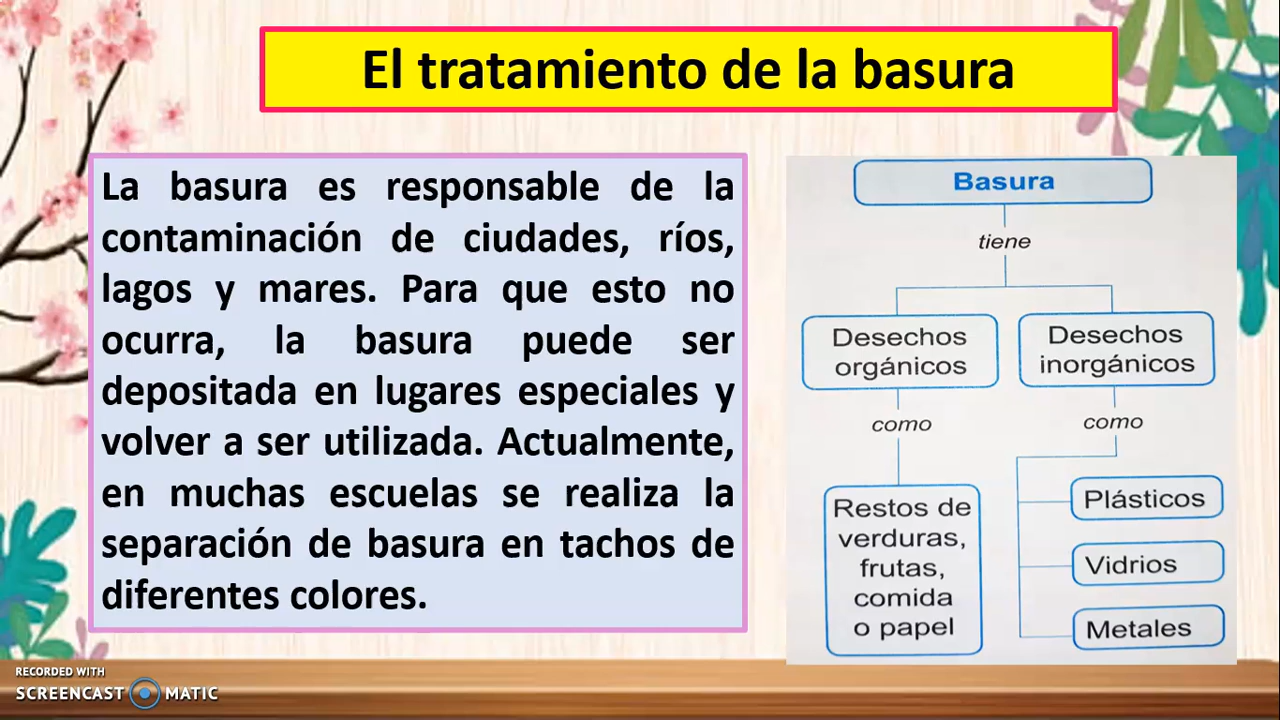 El tratamiento de la basura
La basura es responsable de la
contaminación de ciudades, ríos,
lagos y mares. Para que esto no
ocurra, la basura puede ser
depositada en lugares especiales y
volver a ser utilizada. Actualmente,
en muchas escuelas se realiza la
separación de basura en tachos de
diferentes colores.
Basura
tiene
Desechos
orgánicos
Desechos
inorgánicos
como
como
Restos de
verduras,
frutas,
comida
o papel
Plásticos
Vidrios
Metales
RECORDED WITH
SCREENCAST MATIC